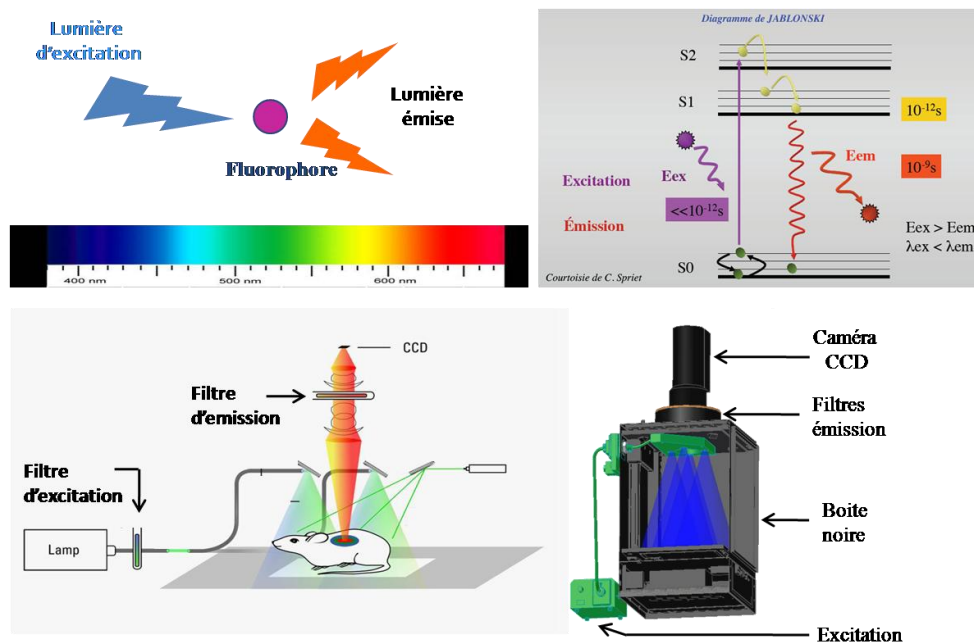 Lumière
d'excitation
Lumière
émise
Fluorophore
400 nm
500 nm
600 nm
Diagramme de JABLONSKI
S2
S1
10⁻¹²s
Excitation
Eex
Eem
10⁻⁹s
<<10⁻¹²s
Émission
Eex > Eem
λex < λem
S0
Courtoisie de C. Spriet
CCD
Filtre
d'emission
Filtre
d'excitation
Lamp
Caméra
CCD
Filtres
émission
Boite
noire
Excitation